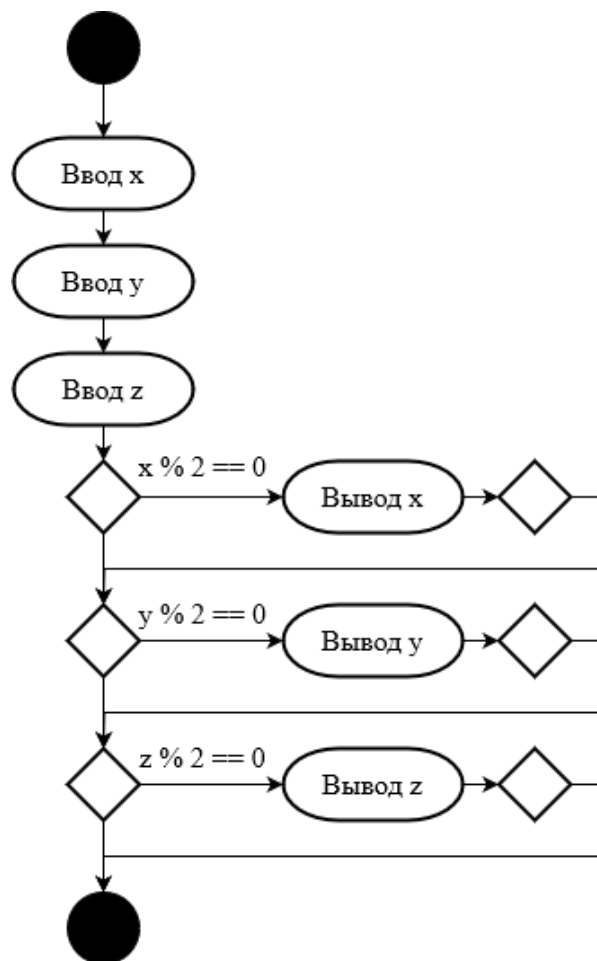 Ввод x
Ввод y
Ввод z
x % 2 == 0
Вывод x
y % 2 == 0
Вывод y
z % 2 == 0
Вывод z